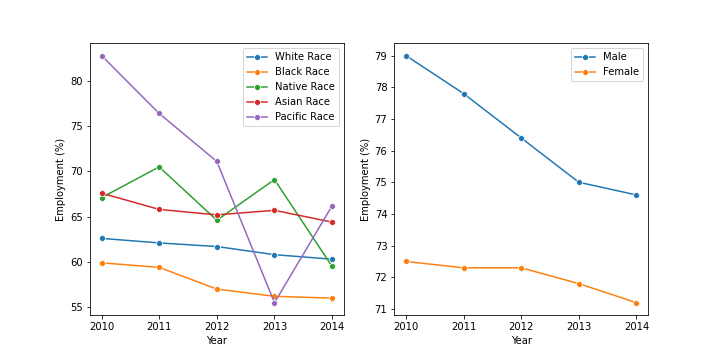 White Race
Black Race
Native Race
Asian Race
Pacific Race
Employment (%)
80
75
70
65
60
55
2010 2011 2012 2013 2014
Year
Male
Female
Employment (%)
79
78
77
76
75
74
73
72
71
2010 2011 2012 2013 2014
Year